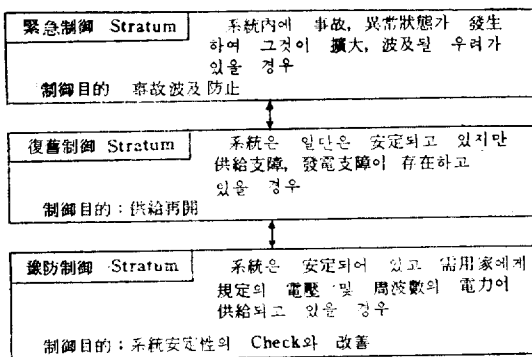 緊急制御 Stratum 系統内에 事故, 異常狀態가 發生
하여 그것이 擴大, 波及될 우려가
있을 경우
制御目的 事故波及防止
復舊制御 Stratum 系統은 일단은 安定되고 있지만
供給支障, 發電支障이 存在하고
있을 경우
制御目的 : 供給再開
豫防制御 Stratum 系統은 安定되어 있고 需用家에게
規定의 電壓 및 周波數의 電力이
供給되고 있을 경우
制御目的 : 系統安定性의 Check와 改善